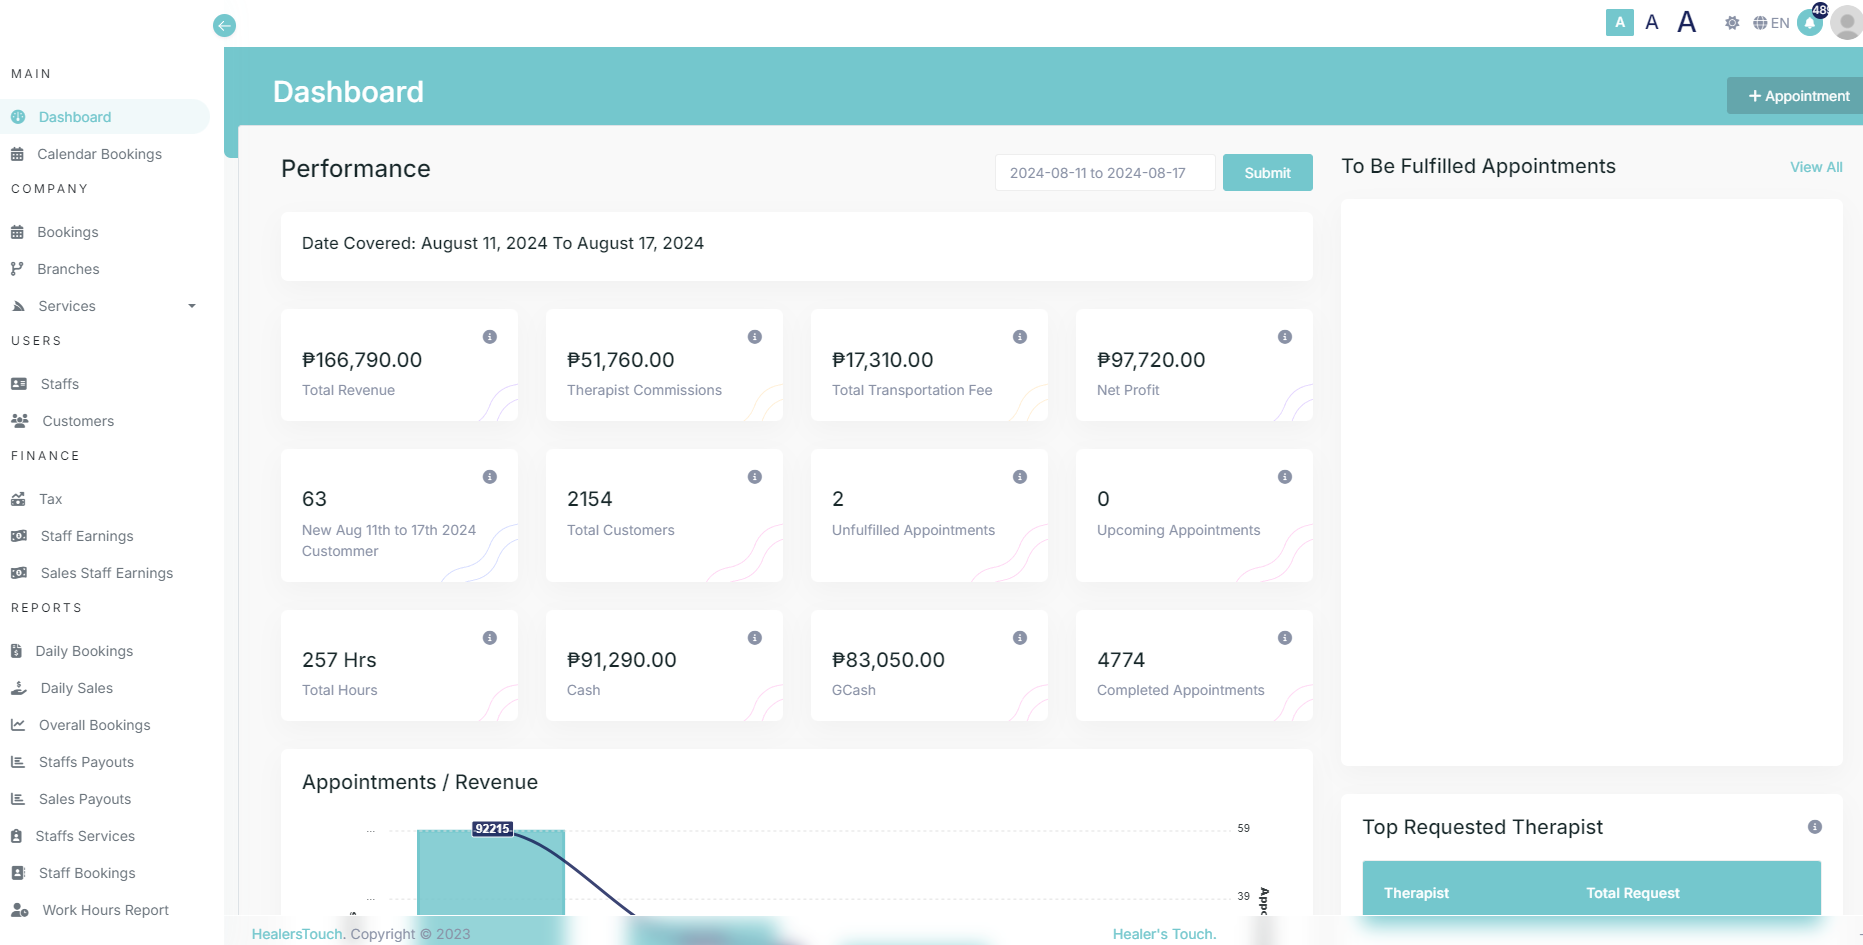 A A A EN 48
MAIN
Dashboard
Calendar Bookings
COMPANY
Bookings
Branches
Services
USERS
Staffs
Customers
FINANCE
Tax
Staff Earnings
Sales Staff Earnings
REPORTS
Daily Bookings
Daily Sales
Overall Bookings
Staffs Payouts
Sales Payouts
Staffs Services
Staff Bookings
Work Hours Report
Dashboard
+ Appointment
Performance
2024-08-11 to 2024-08-17
Submit
Date Covered: August 11, 2024 To August 17, 2024
₱166,790.00
Total Revenue
₱51,760.00
Therapist Commissions
₱17,310.00
Total Transportation Fee
₱97,720.00
Net Profit
63
New Aug 11th to 17th 2024
Custommer
2154
Total Customers
2
Unfulfilled Appointments
0
Upcoming Appointments
257 Hrs
Total Hours
₱91,290.00
Cash
₱83,050.00
GCash
4774
Completed Appointments
Appointments / Revenue
...
92215
59
...
39
To Be Fulfilled Appointments
View All
Top Requested Therapist
Therapist Total Request
HealersTouch. Copyright © 2023
Healer's Touch.